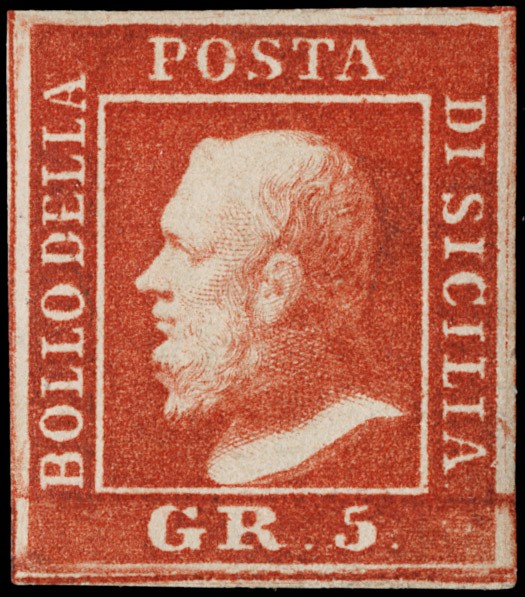 BOLLO DELLA
POSTA
DI SICILIA
GR. 5.